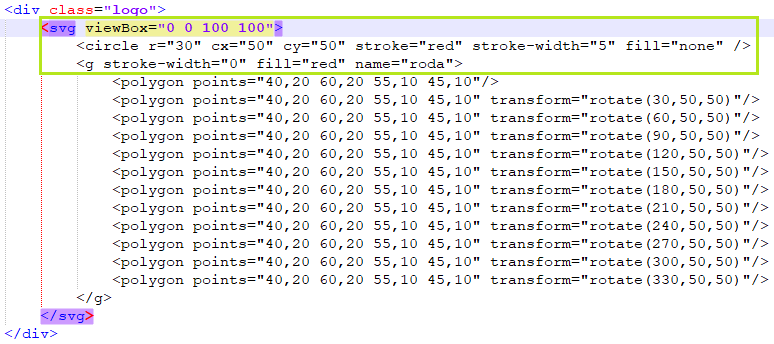 <div class="logo">
<svg viewBox="0 0 100 100">
<circle r="30" cx="50" cy="50" stroke="red" stroke-width="5" fill="none" />
<g stroke-width="0" fill="red" name="roda">
<polygon points="40,20 60,20 55,10 45,10"/>
<polygon points="40,20 60,20 55,10 45,10" transform="rotate(30,50,50)"/>
<polygon points="40,20 60,20 55,10 45,10" transform="rotate(60,50,50)"/>
<polygon points="40,20 60,20 55,10 45,10" transform="rotate(90,50,50)"/>
<polygon points="40,20 60,20 55,10 45,10" transform="rotate(120,50,50)"/>
<polygon points="40,20 60,20 55,10 45,10" transform="rotate(150,50,50)"/>
<polygon points="40,20 60,20 55,10 45,10" transform="rotate(180,50,50)"/>
<polygon points="40,20 60,20 55,10 45,10" transform="rotate(210,50,50)"/>
<polygon points="40,20 60,20 55,10 45,10" transform="rotate(240,50,50)"/>
<polygon points="40,20 60,20 55,10 45,10" transform="rotate(270,50,50)"/>
<polygon points="40,20 60,20 55,10 45,10" transform="rotate(300,50,50)"/>
<polygon points="40,20 60,20 55,10 45,10" transform="rotate(330,50,50)"/>
</g>
</svg>
</div>